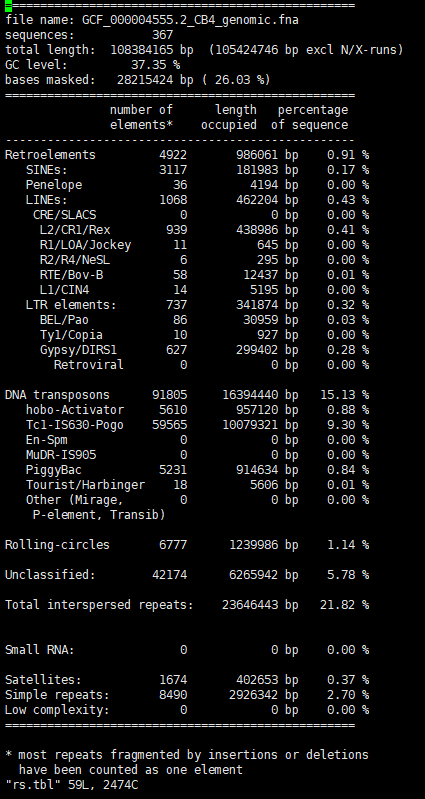 ==================================================
file name: GCF_000004555.2_CB4_genomic.fna
sequences:           367
total length:  108384165 bp  (105424746 bp excl N/X-runs)
GC level:         37.35 %
bases masked:   28215424 bp ( 26.03 %)
==================================================
               number of      length   percentage
               elements*    occupied  of sequence
--------------------------------------------------
Retroelements         4922       986061 bp    0.91 %
   SINEs:             3117       181983 bp    0.17 %
   Penelope             36         4194 bp    0.00 %
   LINEs:             1068       462204 bp    0.43 %
    CRE/SLACS            0            0 bp    0.00 %
     L2/CR1/Rex        939       438986 bp    0.41 %
     R1/LOA/Jockey      11          645 bp    0.00 %
     R2/R4/NeSL          6          295 bp    0.00 %
     RTE/Bov-B          58        12437 bp    0.01 %
     L1/CIN4            14         5195 bp    0.00 %
   LTR elements:       737       341874 bp    0.32 %
     BEL/Pao            86        30959 bp    0.03 %
     Ty1/Copia          10          927 bp    0.00 %
     Gypsy/DIRS1       627       299402 bp    0.28 %
       Retroviral        0            0 bp    0.00 %
DNA transposons      91805     16394440 bp   15.13 %
   hobo-Activator     5610       957120 bp    0.88 %
   Tc1-IS630-Pogo    59565     10079321 bp    9.30 %
   En-Spm                0            0 bp    0.00 %
   MuDR-IS905            0            0 bp    0.00 %
   PiggyBac           5231       914634 bp    0.84 %
   Tourist/Harbinger    18         5606 bp    0.01 %
   Other (Mirage,        0            0 bp    0.00 %
    P-element, Transib)
Rolling-circles       6777      1239986 bp    1.14 %
Unclassified:        42174      6265942 bp    5.78 %
Total interspersed repeats:    23646443 bp   21.82 %
Small RNA:               0            0 bp    0.00 %
Satellites:           1674       402653 bp    0.37 %
Simple repeats:       8490      2926342 bp    2.70 %
Low complexity:          0            0 bp    0.00 %
==================================================
* most repeats fragmented by insertions or deletions
  have been counted as one element
"rs.tbl" 59L, 2474C